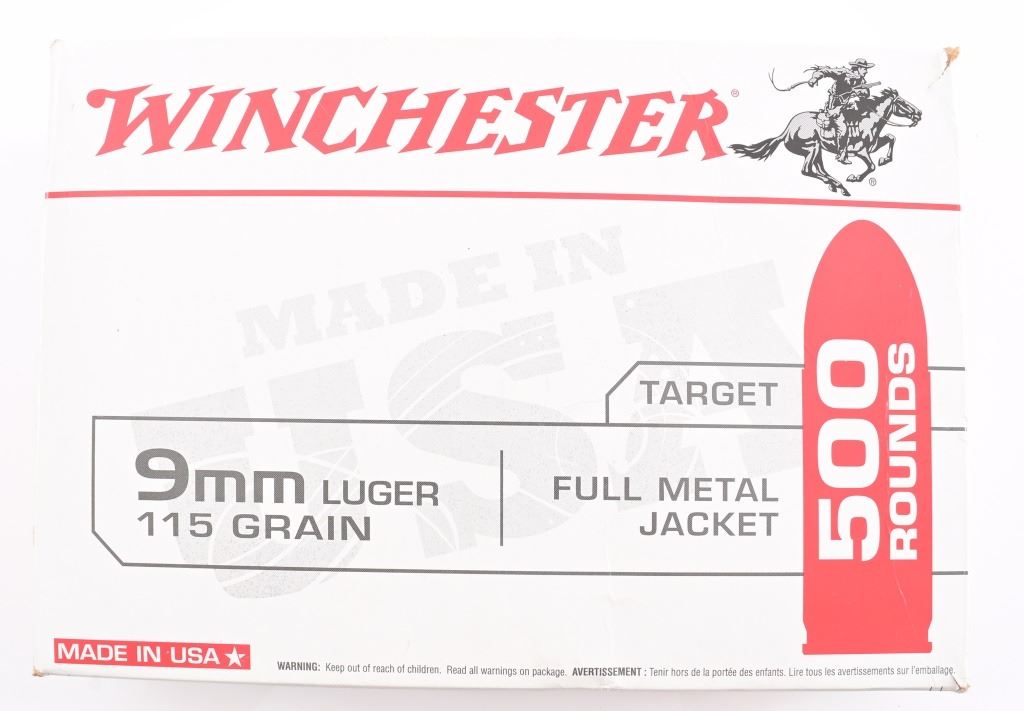 WINCHESTER®
®
MADE IN
USA
TARGET
9mm LUGER
115 GRAIN
FULL METAL
JACKET
500
ROUNDS
MADE IN USA
WARNING: Keep out of reach of children. Read all warnings on package. AVERTISSEMENT : Tenir hors de la portée des enfants. Lire tous les avertissements sur l'emballage.